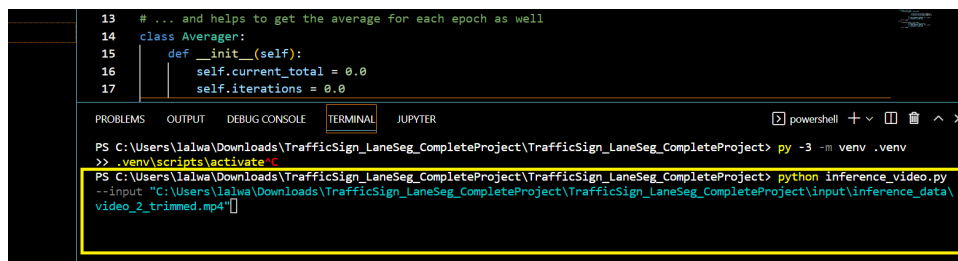 13 # ... and helps to get the average for each epoch as well
14 class Averager:
15 def __init__(self):
16 self.current_total = 0.0
17 self.iterations = 0.0
PROBLEMS OUTPUT DEBUG CONSOLE TERMINAL JUPYTER powershell
PS C:\Users\lalwa\Downloads\TrafficSign_LaneSeg_CompleteProject\TrafficSign_LaneSeg_CompleteProject> py -3 -m venv .venv
>> .venv\scripts\activate^C
PS C:\Users\lalwa\Downloads\TrafficSign_LaneSeg_CompleteProject\TrafficSign_LaneSeg_CompleteProject> python inference_video.py
--input "C:\Users\lalwa\Downloads\TrafficSign_LaneSeg_CompleteProject\TrafficSign_LaneSeg_CompleteProject\input\inference_data\
video_2_trimmed.mp4"